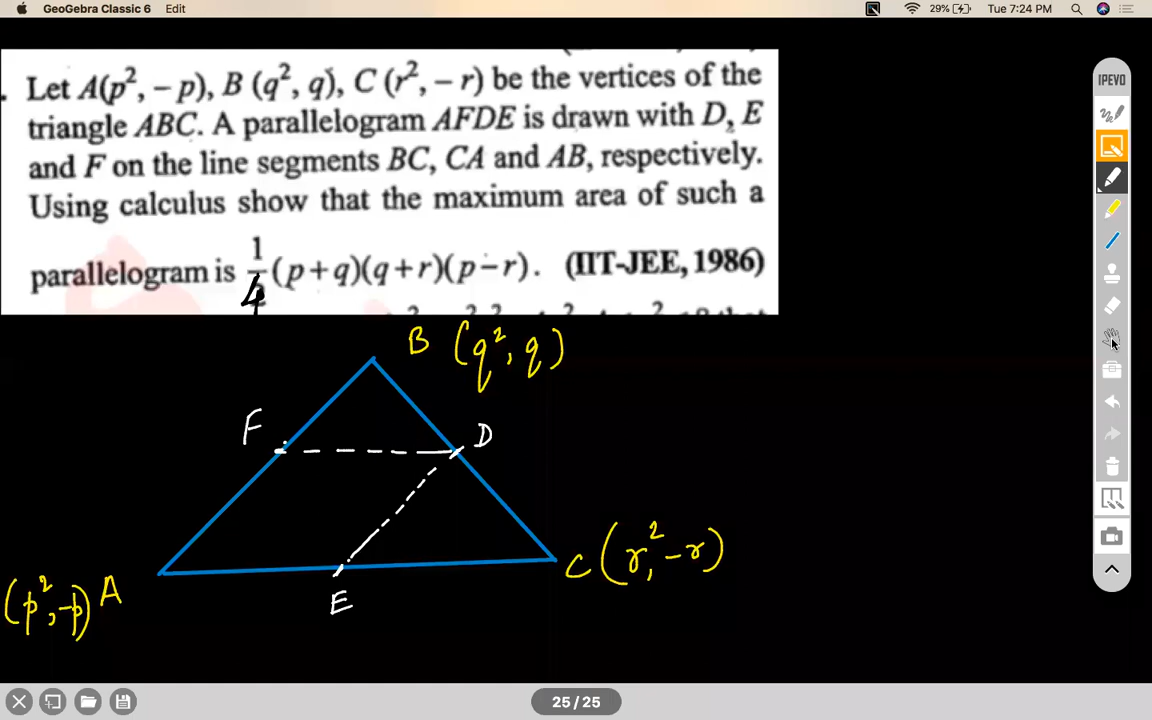 GeoGebra Classic 6 Edit 29% Tue 7:24 PM
IPEVO
Let A(p², – p), B (q², q), C (r², – r) be the vertices of the
triangle ABC. A parallelogram AFDE is drawn with D, E
and F on the line segments BC, CA and AB, respectively.
Using calculus show that the maximum area of such a
parallelogram is 1/4 (p+q)(q+r)(p–r). (IIT-JEE, 1986)
B (q², q)
F
D
C (r², –r)
(p², –p) A
E
25 / 25